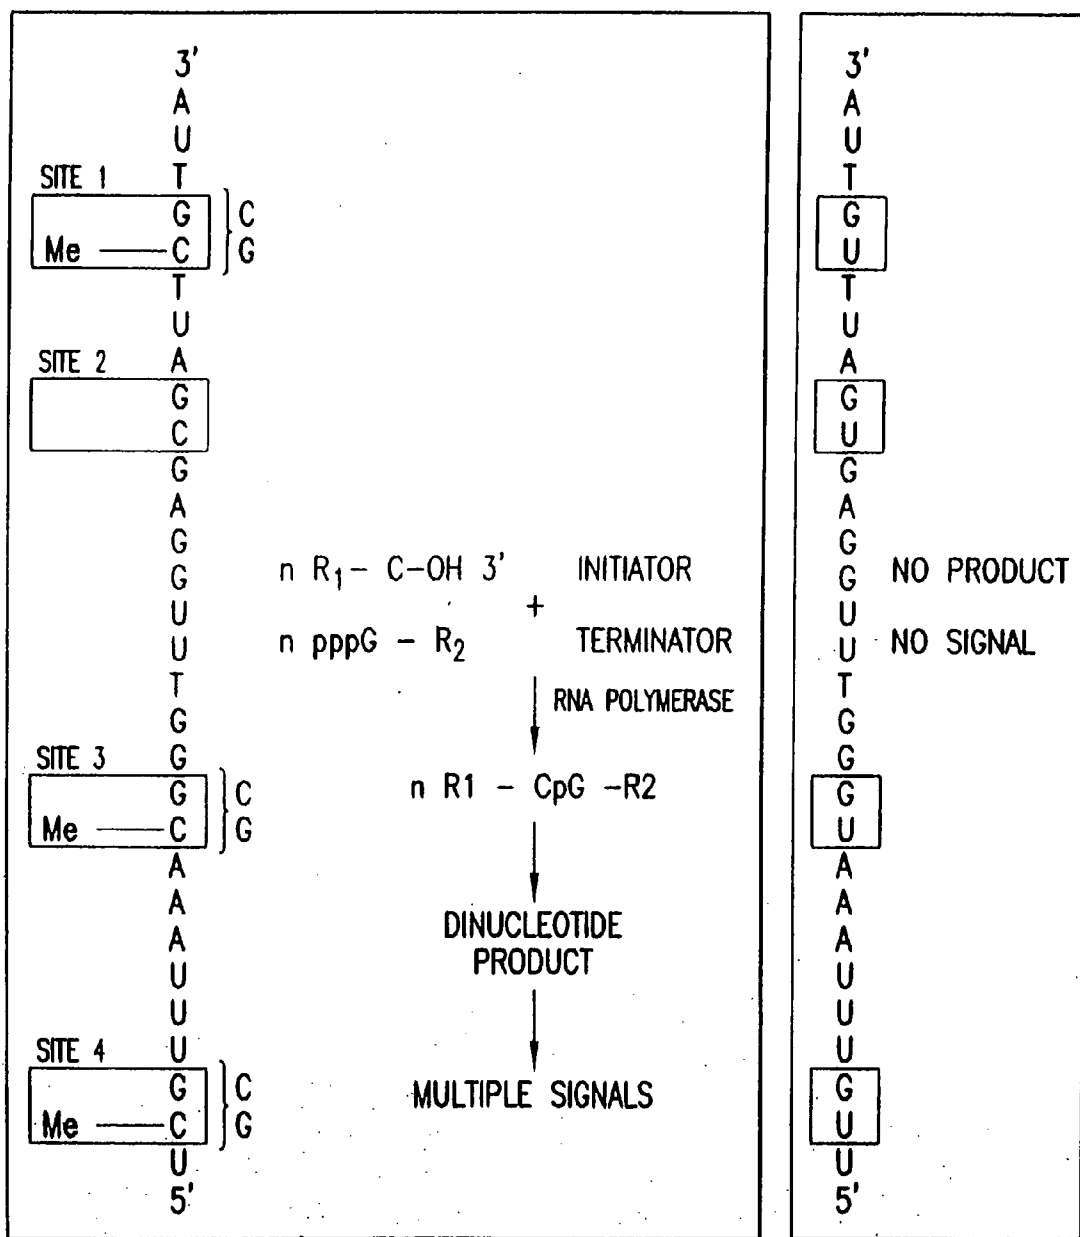 3'
A
U
SITE 1 T
G C
Me C G
T
U
SITE 2 A
G
C
G
A
G
G
U
U
T
G
SITE 3 G
G C
Me C G
A
A
A
U
U
SITE 4 U
G C
Me C G
U
5'
n R1 – C–OH 3' INITIATOR
+
n pppG – R2 TERMINATOR
RNA POLYMERASE
n R1 – CpG –R2
DINUCLEOTIDE
PRODUCT
MULTIPLE SIGNALS
3'
A
U
T
G
U
T
U
A
G
U
G
A
G
G NO PRODUCT
U
U NO SIGNAL
T
G
G
G
U
A
A
A
U
U
U
G
U
U
5'